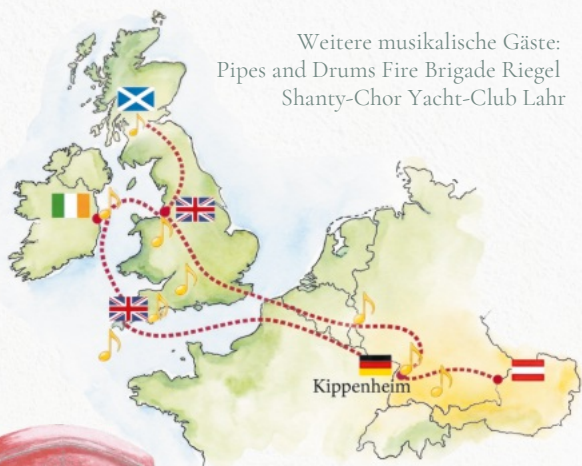 Weitere musikalische Gäste:
Pipes and Drums Fire Brigade Riegel
Shanty-Chor Yacht-Club Lahr
Kippenheim